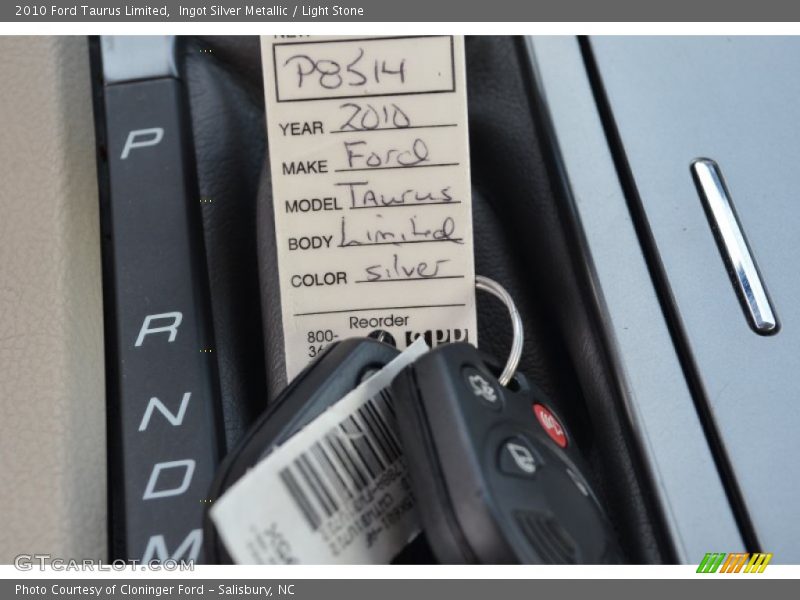 2010 Ford Taurus Limited, Ingot Silver Metallic / Light Stone
P8514
YEAR 2010
MAKE Ford
MODEL Taurus
BODY Limited
COLOR silver
Reorder
800-
P
R
N
D
M
GTCARLOT.COM
Photo Courtesy of Cloninger Ford - Salisbury, NC